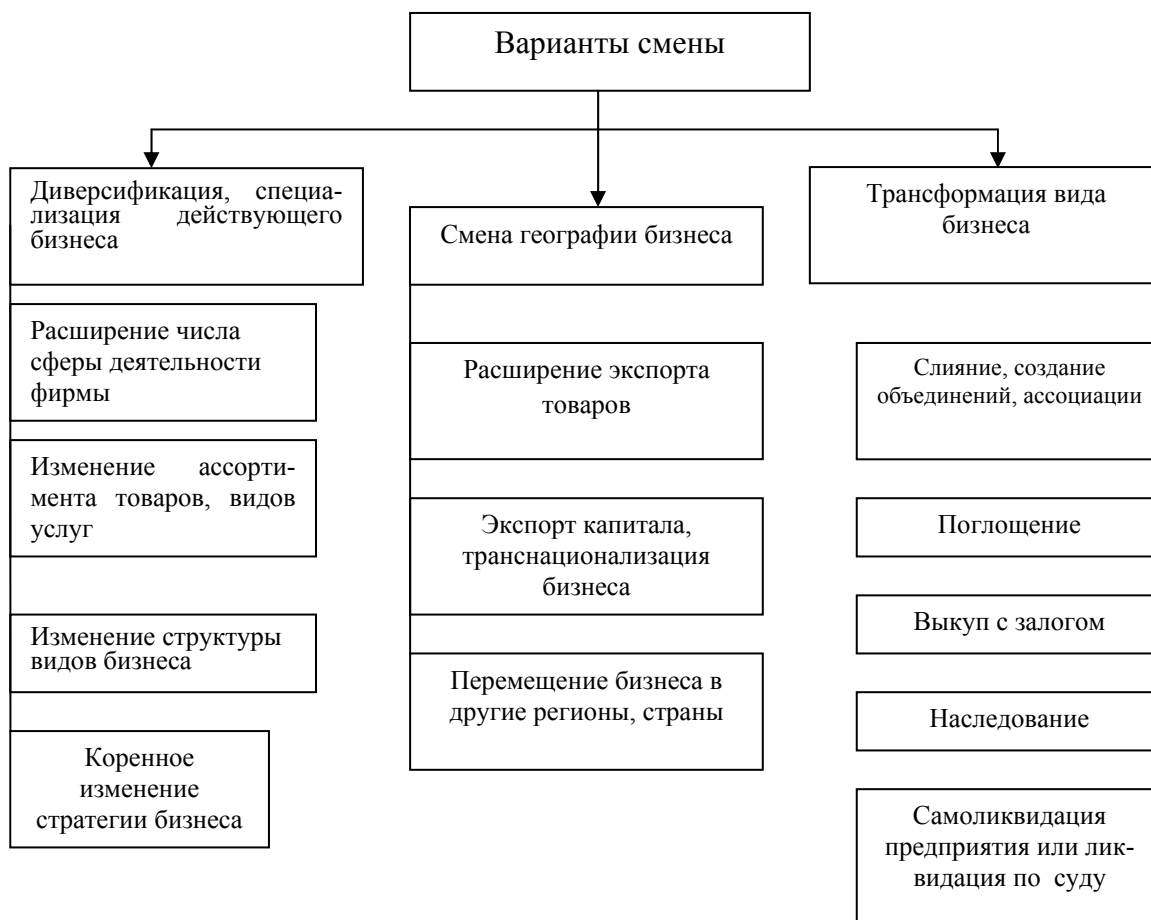 Варианты смены
Диверсификация, специа-
лизация действующего
бизнеса
Расширение числа
сферы деятельности
фирмы
Изменение ассорти-
мента товаров, видов
услуг
Изменение структуры
видов бизнеса
Коренное
изменение
стратегии бизнеса
Смена географии бизнеса
Расширение экспорта
товаров
Экспорт капитала,
транснационализация
бизнеса
Перемещение бизнеса в
другие регионы, страны
Трансформация вида
бизнеса
Слияние, создание
объединений, ассоциации
Поглощение
Выкуп с залогом
Наследование
Самоликвидация
предприятия или лик-
видация по суду